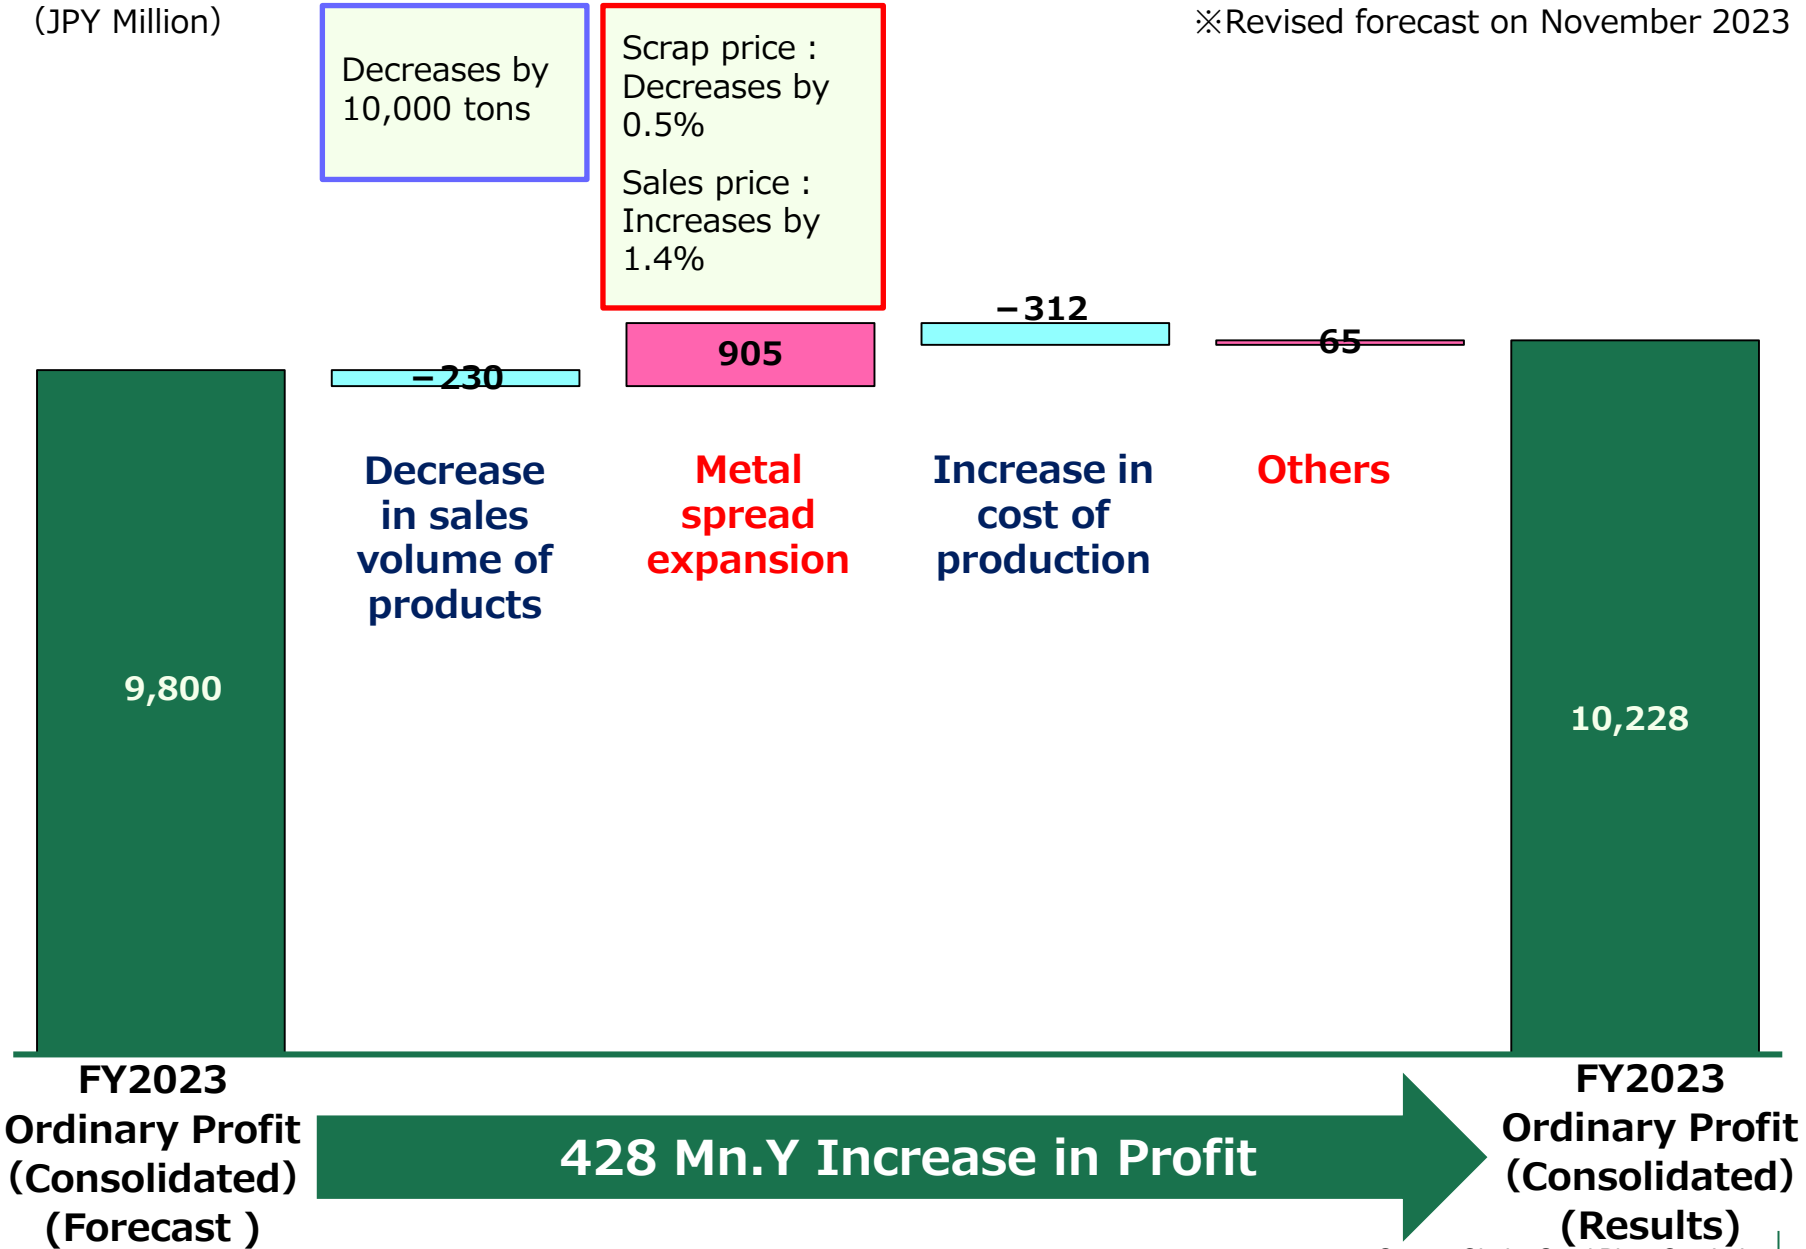 （JPY Million）
※Revised forecast on November 2023
Decreases by
10,000 tons
Scrap price :
Decreases by
0.5%
Sales price :
Increases by
1.4%
－230
905
－312
65
Decrease
in sales
volume of
products
Metal
spread
expansion
Increase in
cost of
production
Others
9,800
10,228
FY2023
Ordinary Profit
（Consolidated）
(Forecast )
428 Mn.Y Increase in Profit
FY2023
Ordinary Profit
（Consolidated）
(Results)